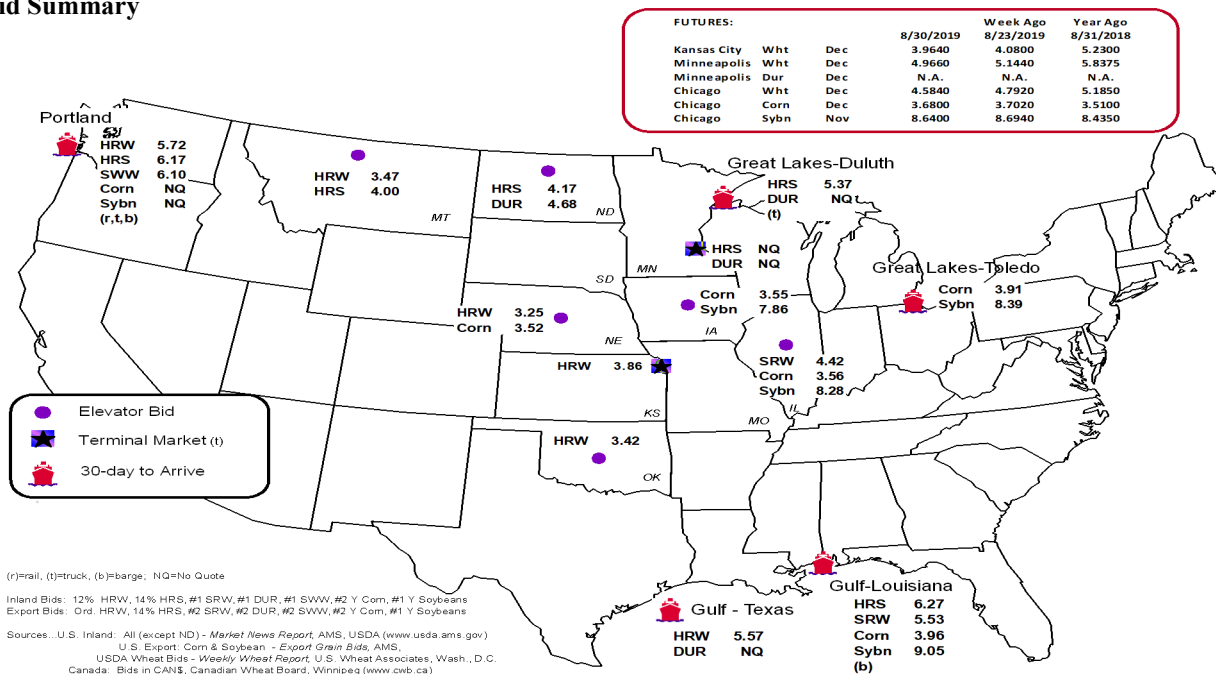 id Summary
FUTURES: Week Ago Year Ago
8/30/2019 8/23/2019 8/31/2018
Kansas City Wht Dec 3.9640 4.0800 5.2300
Minneapolis Wht Dec 4.9660 5.1440 5.8375
Minneapolis Dur Dec N.A. N.A. N.A.
Chicago Wht Dec 4.5840 4.7920 5.1850
Chicago Corn Dec 3.6800 3.7020 3.5100
Chicago Sybn Nov 8.6400 8.6940 8.4350
Portland
HRW 5.72
HRS 6.17
SWW 6.10
Corn NQ
Sybn NQ
(r,t,b)
HRW 3.47
HRS 4.00
MT
HRS 4.17
DUR 4.68
ND
Great Lakes-Duluth
HRS 5.37
DUR NQ
(t)
HRS NQ
DUR NQ
MN
SD
Great Lakes-Toledo
Corn 3.91
Sybn 8.39
Corn 3.55
Sybn 7.86
IA
HRW 3.25
Corn 3.52
NE
SRW 4.42
Corn 3.56
Sybn 8.28
IL
HRW 3.86
KS
MO
HRW 3.42
OK
Elevator Bid
Terminal Market (t)
30-day to Arrive
Gulf-Louisiana
HRS 6.27
SRW 5.53
Corn 3.96
Sybn 9.05
(b)
Gulf - Texas
HRW 5.57
DUR NQ
(r)=rail, (t)=truck, (b)=barge; NQ=No Quote
Inland Bids: 12% HRW, 14% HRS, #1 SRW, #1 DUR, #1 SWW, #2 Y Corn, #1 Y Soybeans
Export Bids: Ord. HRW, 14% HRS, #2 SRW, #2 DUR, #2 SWW, #2 Y Corn, #1 Y Soybeans
Sources...U.S. Inland: All (except ND) - Market News Report, AMS, USDA (www.usda.ams.gov)
U.S. Export: Corn & Soybean - Export Grain Bids, AMS,
USDA Wheat Bids - Weekly Wheat Report, U.S. Wheat Associates, Wash., D.C.
Canada: Bids in CAN$, Canadian Wheat Board, Winnipeg (www.cwb.ca)